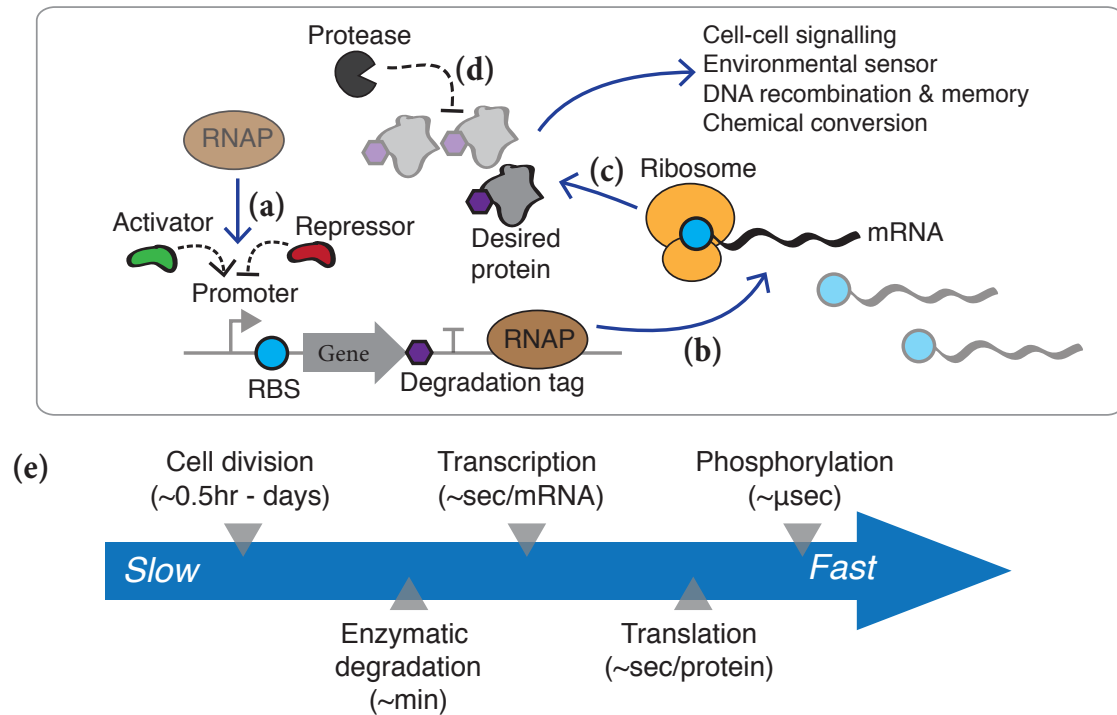 Protease
(d)
Cell-cell signalling
Environmental sensor
DNA recombination & memory
Chemical conversion
RNAP
(a)
Activator
Repressor
Promoter
(c)
Ribosome
mRNA
Desired
protein
Gene
RNAP
(b)
RBS
Degradation tag
(e)
Cell division
(~0.5hr - days)
Transcription
(~sec/mRNA)
Phosphorylation
(~μsec)
Slow
Fast
Enzymatic
degradation
(~min)
Translation
(~sec/protein)